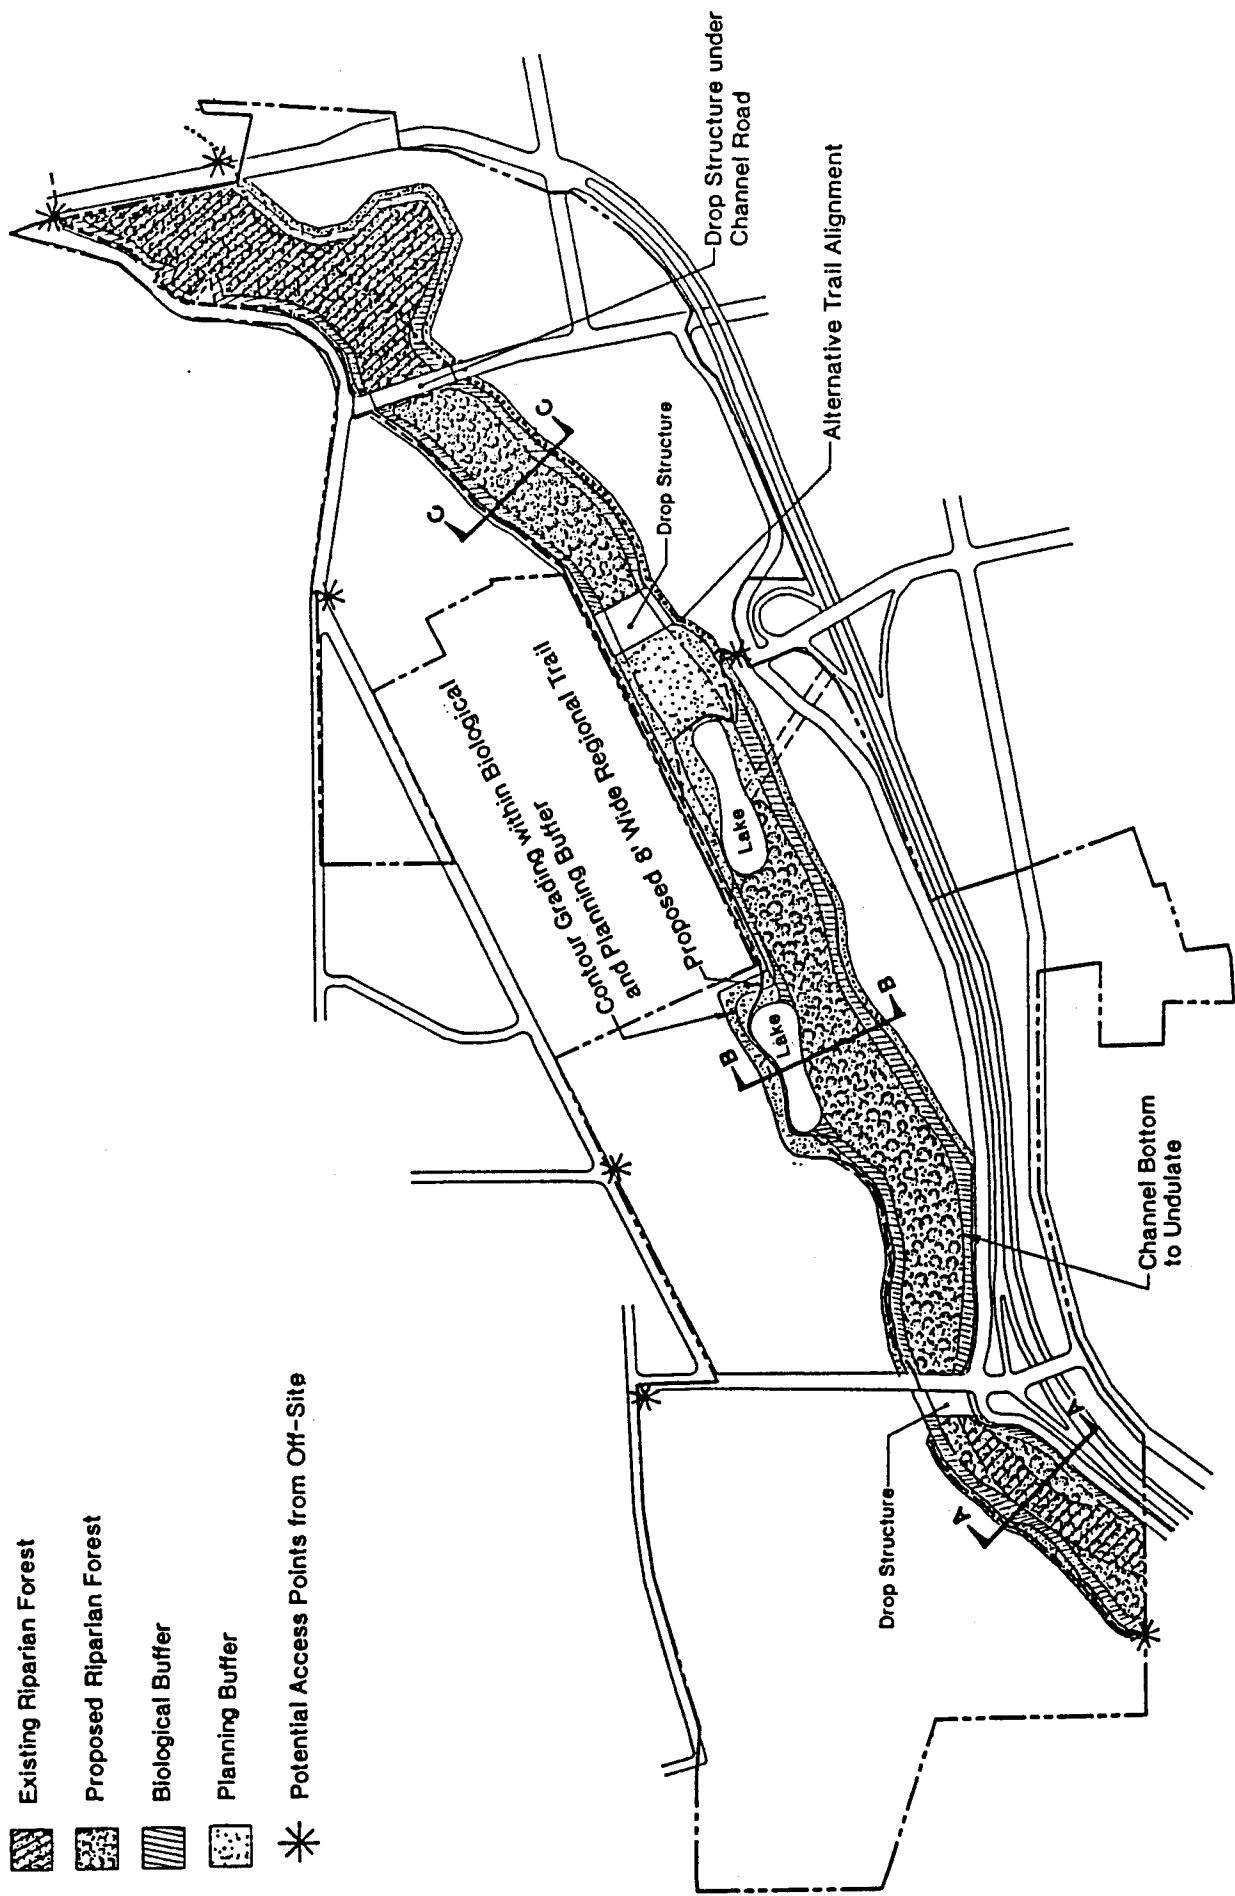 Existing Riparian Forest
Proposed Riparian Forest
Biological Buffer
Planning Buffer
Potential Access Points from Off-Site
Drop Structure
A
A
Channel Bottom
to Undulate
B
B
Lake
Contour Grading within Biological
and Planning Buffer
Proposed 8' Wide Regional Trail
Lake
Drop Structure
Alternative Trail Alignment
C
C
Drop Structure under
Channel Road